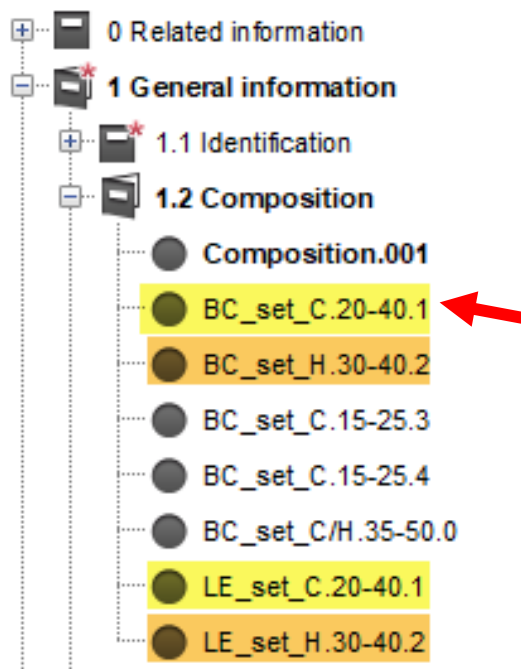 0 Related information
1 General information
1.1 Identification
1.2 Composition
Composition.001
BC_set_C.20-40.1
BC_set_H.30-40.2
BC_set_C.15-25.3
BC_set_C.15-25.4
BC_set_C/H.35-50.0
LE_set_C.20-40.1
LE_set_H.30-40.2